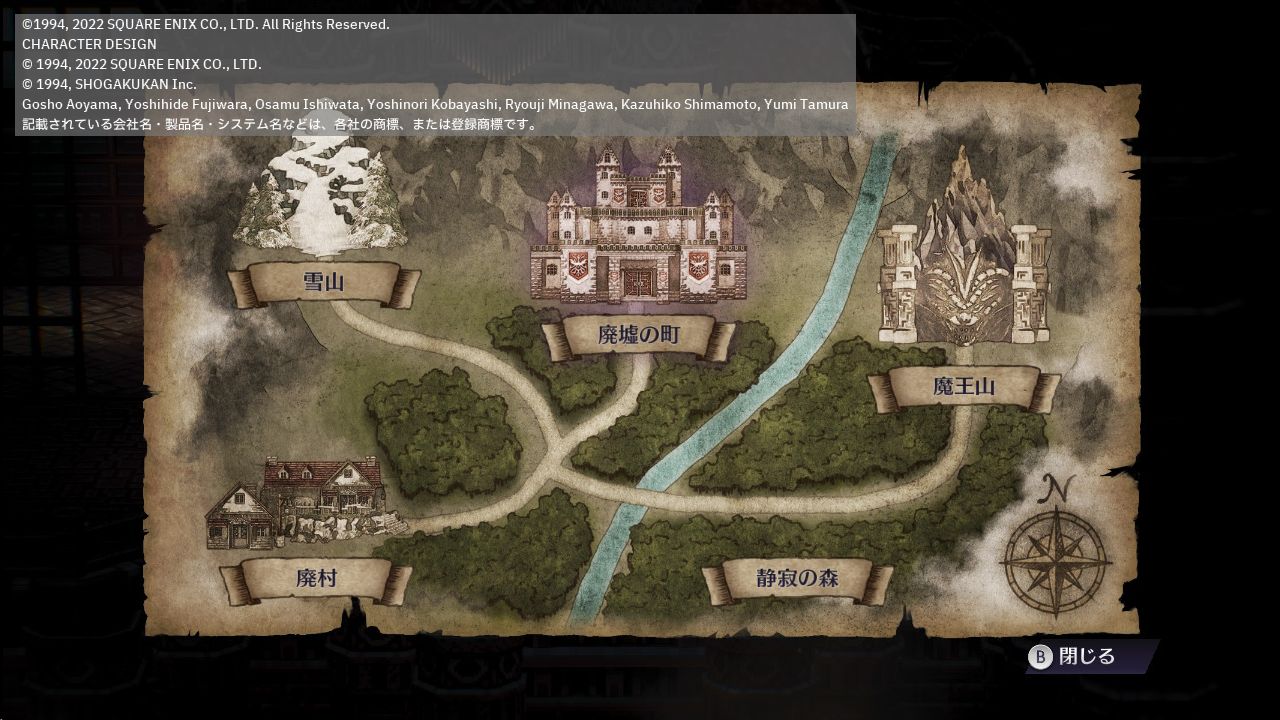 ©1994, 2022 SQUARE ENIX CO., LTD. All Rights Reserved.
CHARACTER DESIGN
© 1994, 2022 SQUARE ENIX CO., LTD.
© 1994, SHOGAKUKAN Inc.
Gosho Aoyama, Yoshihide Fujiwara, Osamu Ishiwata, Yoshinori Kobayashi, Ryouji Minagawa, Kazuhiko Shimamoto, Yumi Tamura
記載されている会社名・製品名・システム名などは、各社の商標、または登録商標です。
雪山
廃墟の町
魔王山
N
廃村
静寂の森
B 閉じる